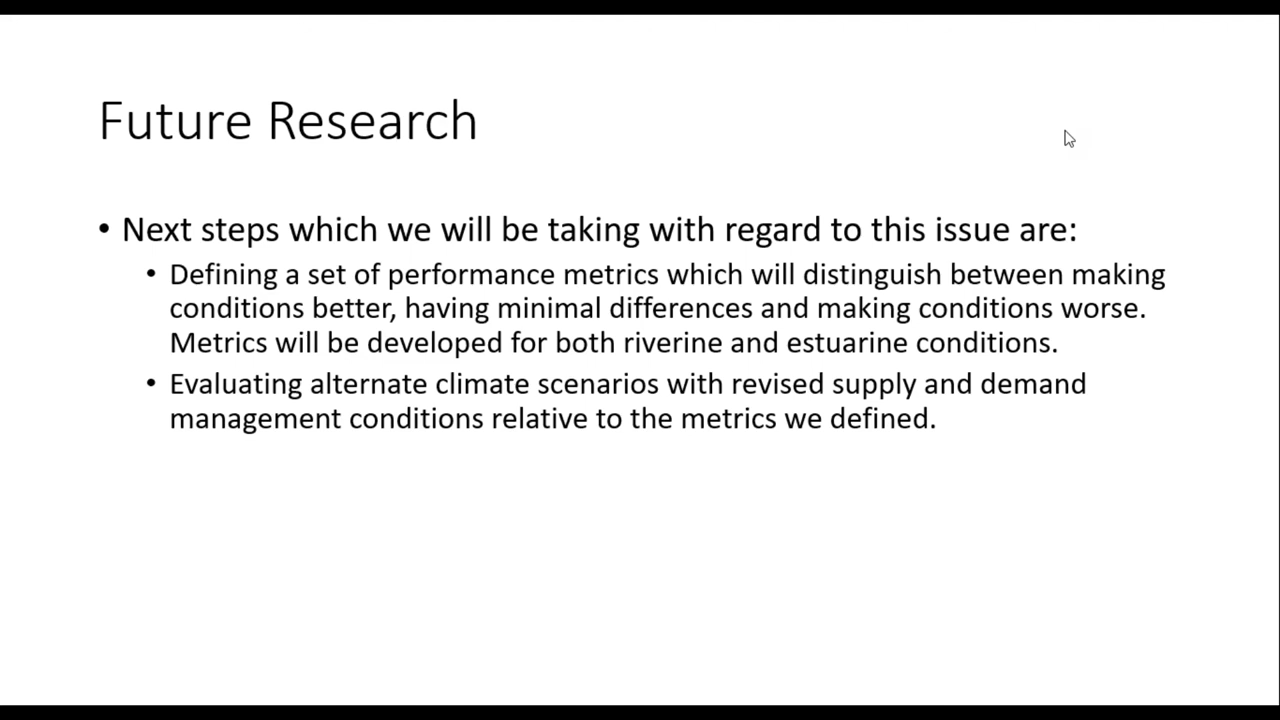 Future Research
• Next steps which we will be taking with regard to this issue are:
• Defining a set of performance metrics which will distinguish between making
conditions better, having minimal differences and making conditions worse.
Metrics will be developed for both riverine and estuarine conditions.
• Evaluating alternate climate scenarios with revised supply and demand
management conditions relative to the metrics we defined.